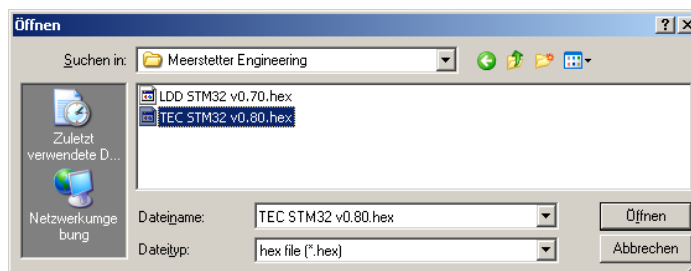 Öffnen
Suchen in: Meerstetter Engineering
LDD STM32 v0.70.hex
TEC STM32 v0.80.hex
Zuletzt
verwendete D...
Netzwerkumge
bung
Dateiname: TEC STM32 v0.80.hex Öffnen
Dateityp: hex file (*.hex) Abbrechen